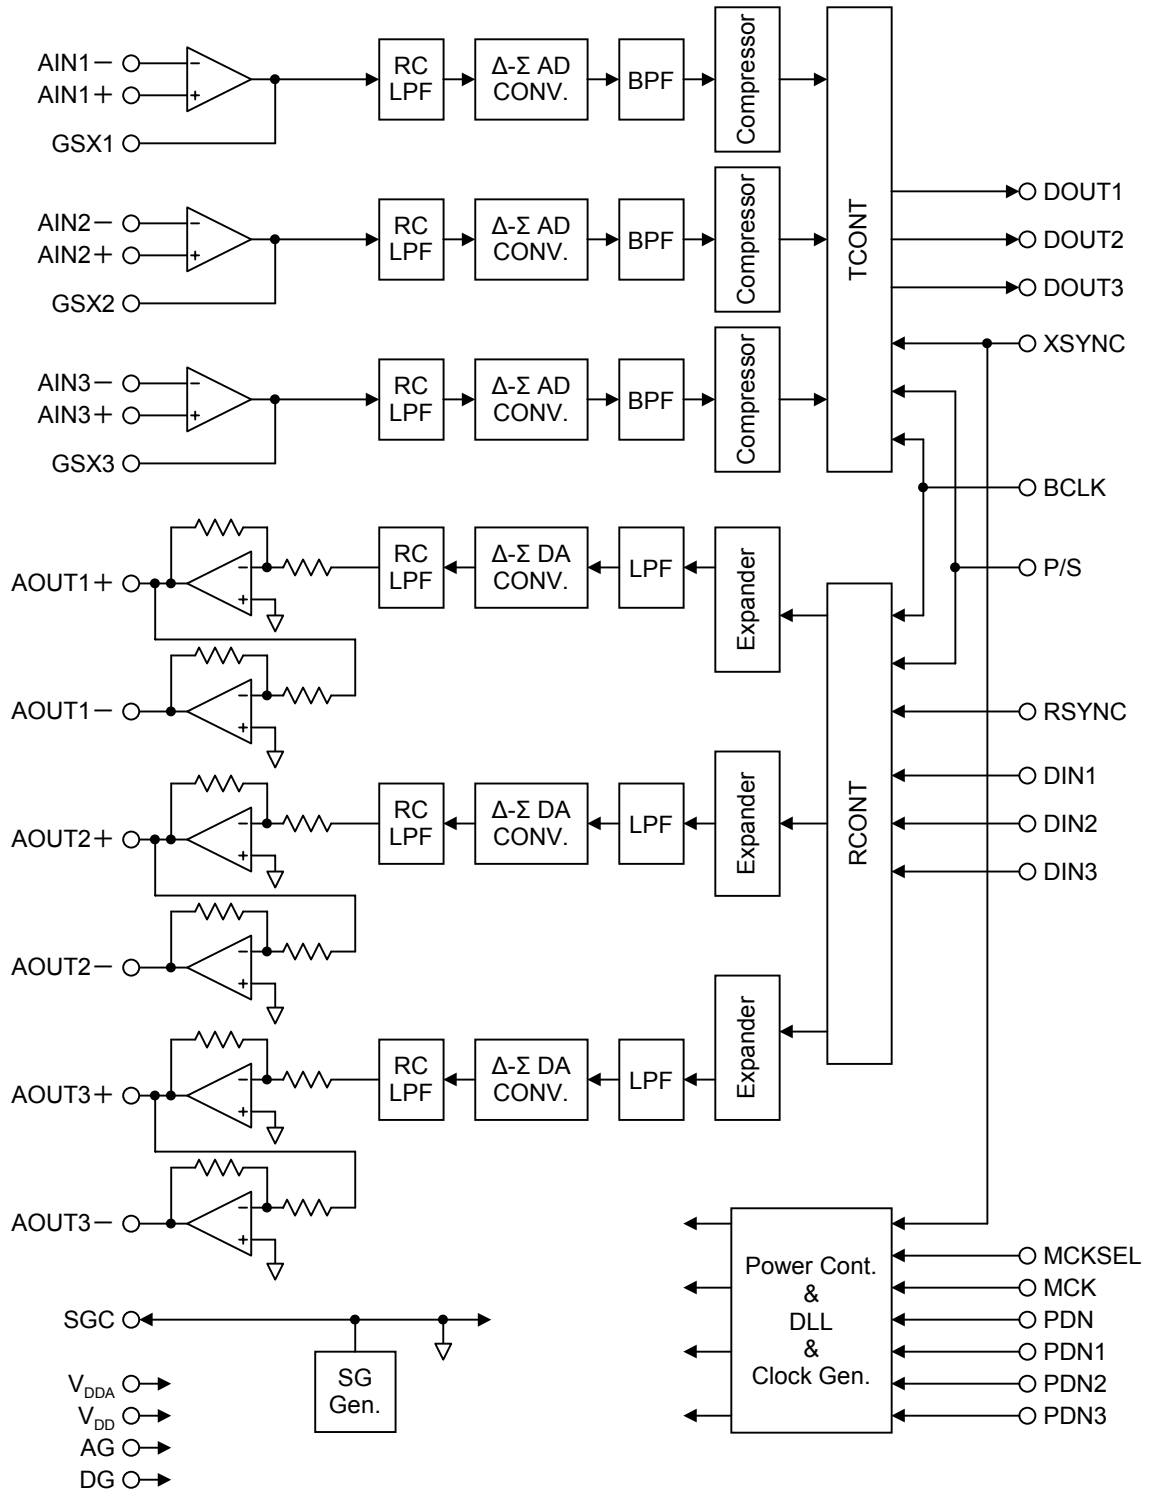 AIN1−
AIN1+
GSX1
−
+
RC
LPF
Δ-Σ AD
CONV.
BPF
Compressor
AIN2−
AIN2+
GSX2
−
+
RC
LPF
Δ-Σ AD
CONV.
BPF
Compressor
AIN3−
AIN3+
GSX3
−
+
RC
LPF
Δ-Σ AD
CONV.
BPF
Compressor
TCONT
DOUT1
DOUT2
DOUT3
XSYNC
BCLK
P/S
RSYNC
DIN1
DIN2
DIN3
AOUT1+
−
+
RC
LPF
Δ-Σ DA
CONV.
LPF
Expander
AOUT1−
−
+
AOUT2+
−
+
RC
LPF
Δ-Σ DA
CONV.
LPF
Expander
RCONT
AOUT2−
−
+
AOUT3+
−
+
RC
LPF
Δ-Σ DA
CONV.
LPF
Expander
AOUT3−
−
+
SGC
SG
Gen.
VDDA
VDD
AG
DG
Power Cont.
&
DLL
&
Clock Gen.
MCKSEL
MCK
PDN
PDN1
PDN2
PDN3